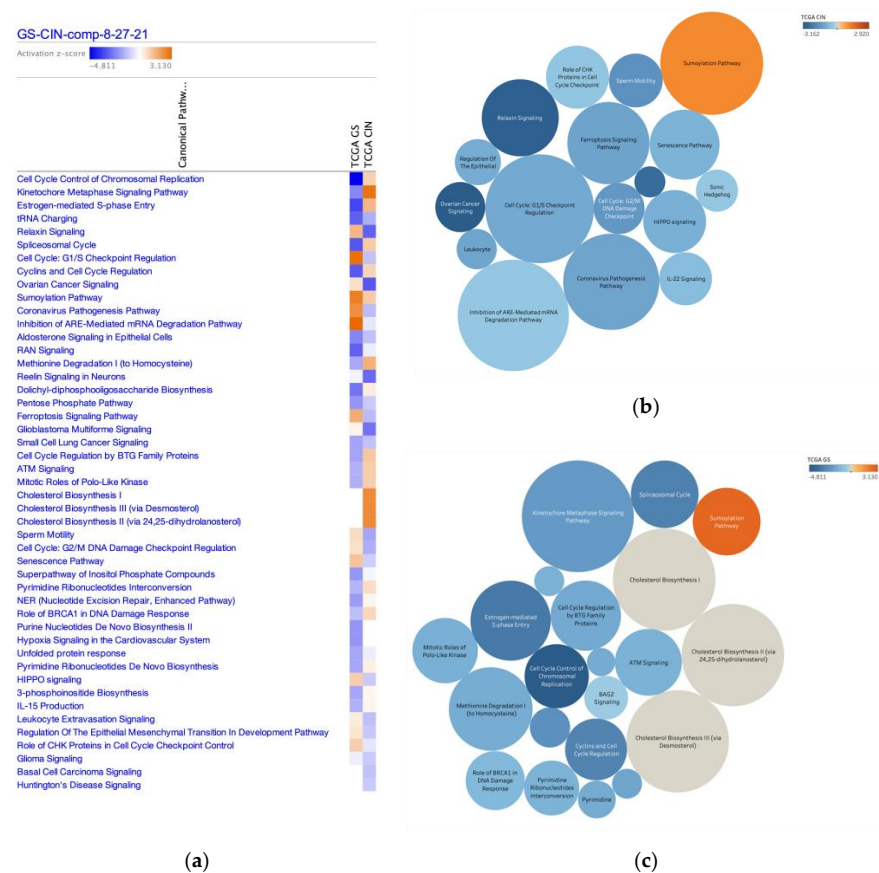 GS-CIN-comp-8-27-21
Activation z-score
-4.811 3.130
Canonical Pathw...
TCGA GS
TCGA CIN
Cell Cycle Control of Chromosomal Replication
Kinetochore Metaphase Signaling Pathway
Estrogen-mediated S-phase Entry
tRNA Charging
Relaxin Signaling
Spliceosomal Cycle
Cell Cycle: G1/S Checkpoint Regulation
Cyclins and Cell Cycle Regulation
Ovarian Cancer Signaling
Sumoylation Pathway
Coronavirus Pathogenesis Pathway
Inhibition of ARE-Mediated mRNA Degradation Pathway
Aldosterone Signaling in Epithelial Cells
RAN Signaling
Methionine Degradation I (to Homocysteine)
Reelin Signaling in Neurons
Dolichyl-diphosphooligosaccharide Biosynthesis
Pentose Phosphate Pathway
Ferroptosis Signaling Pathway
Glioblastoma Multiforme Signaling
Small Cell Lung Cancer Signaling
Cell Cycle Regulation by BTG Family Proteins
ATM Signaling
Mitotic Roles of Polo-Like Kinase
Cholesterol Biosynthesis I
Cholesterol Biosynthesis III (via Desmosterol)
Cholesterol Biosynthesis II (via 24,25-dihydrolanosterol)
Sperm Motility
Cell Cycle: G2/M DNA Damage Checkpoint Regulation
Senescence Pathway
Superpathway of Inositol Phosphate Compounds
Pyrimidine Ribonucleotides Interconversion
NER (Nucleotide Excision Repair, Enhanced Pathway)
Role of BRCA1 in DNA Damage Response
Purine Nucleotides De Novo Biosynthesis II
Hypoxia Signaling in the Cardiovascular System
Unfolded protein response
Pyrimidine Ribonucleotides De Novo Biosynthesis
HIPPO signaling
3-phosphoinositide Biosynthesis
IL-15 Production
Leukocyte Extravasation Signaling
Regulation Of The Epithelial Mesenchymal Transition In Development Pathway
Role of CHK Proteins in Cell Cycle Checkpoint Control
Glioma Signaling
Basal Cell Carcinoma Signaling
Huntington's Disease Signaling
(a)
TCGA CIN
-3.162 2.920
Sumoylation Pathway
Role of CHK
Proteins in Cell
Cycle Checkpoint
Sperm Motility
Relaxin Signaling
Ferroptosis Signaling
Pathway
Senescence Pathway
Regulation Of
The Epithelial
Sonic
Hedgehog
Ovarian Cancer
Signaling
Cell Cycle: G1/S Checkpoint
Regulation
Cell Cycle: G2/M
DNA Damage
Checkpoint
HIPPO signaling
Leukocyte
Coronavirus Pathogenesis
Pathway
IL-22 Signaling
Inhibition of ARE-Mediated mRNA
Degradation Pathway
(b)
TCGA GS
-4.811 3.130
Kinetochore Metaphase Signaling
Pathway
Spliceosomal Cycle
Sumoylation
Pathway
Cholesterol Biosynthesis I
Estrogen-mediated
S-phase Entry
Cell Cycle Regulation
by BTG Family
Proteins
Mitotic Roles of
Polo-Like Kinase
Cholesterol Biosynthesis II (via
24,25-dihydrolanosterol)
Cell Cycle Control of
Chromosomal
Replication
ATM Signaling
BAG2
Signaling
Methionine Degradation I
(to Homocysteine)
Cholesterol Biosynthesis III (via
Desmosterol)
Cyclins and Cell
Cycle Regulation
Role of BRCA1 in
DNA Damage
Response
Pyrimidine
Ribonucleotides
Interconversion
Pyrimidine
(c)